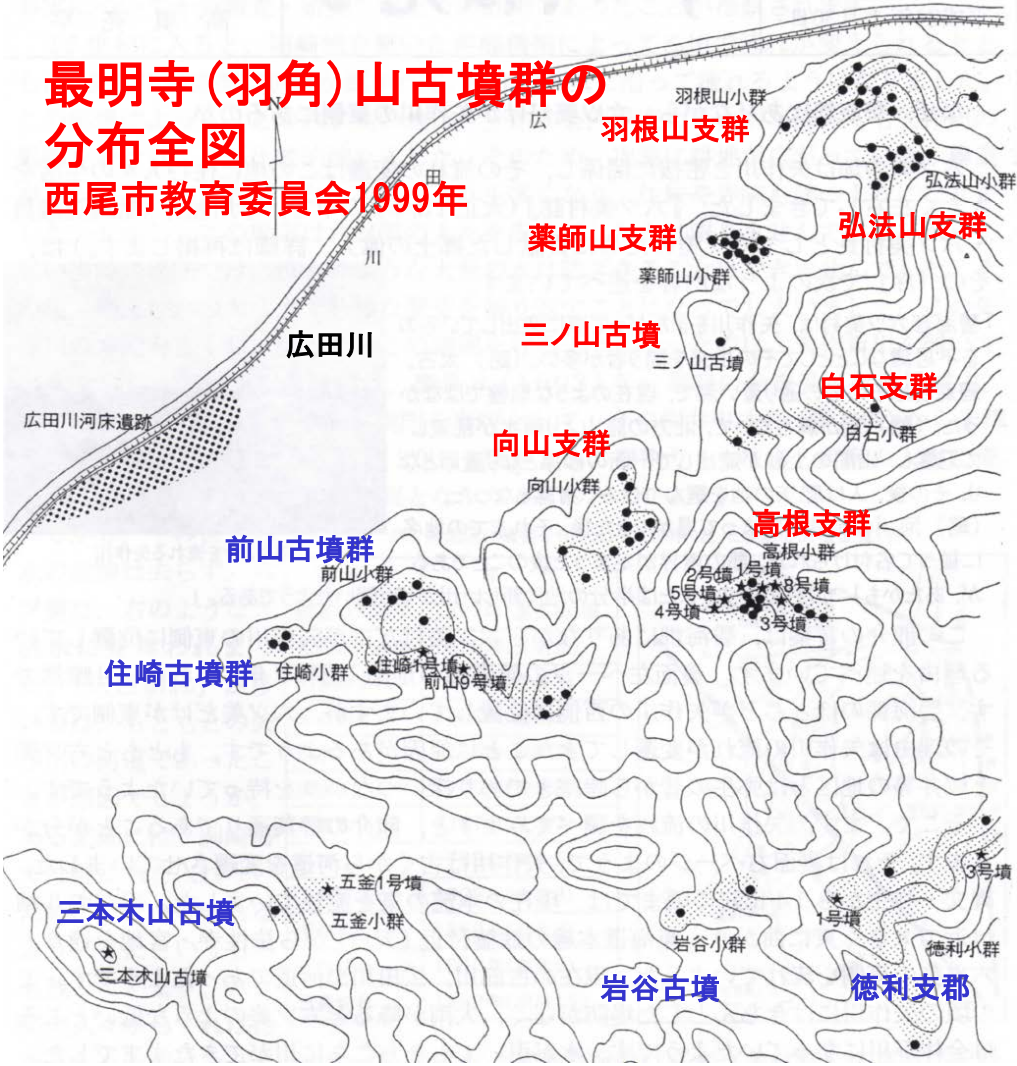 最明寺(羽角)山古墳群の
分布全図
西尾市教育委員会1999年
N
広
田
川
広田川
広田川河床遺跡
羽根山小群
羽根山支群
弘法山小群
弘法山支群
薬師山支群
薬師山小群
三ノ山古墳
三ノ山古墳
白石支群
白石小群
向山支群
向山小群
高根支群
高根小群
2号墳
1号墳
5号墳
8号墳
4号墳
3号墳
前山古墳群
前山小群
住崎古墳群
住崎小群
住崎1号墳
前山9号墳
三本木山古墳
三本木山古墳
五釜1号墳
五釜小群
岩谷小群
岩谷古墳
3号墳
1号墳
徳利小群
徳利支郡